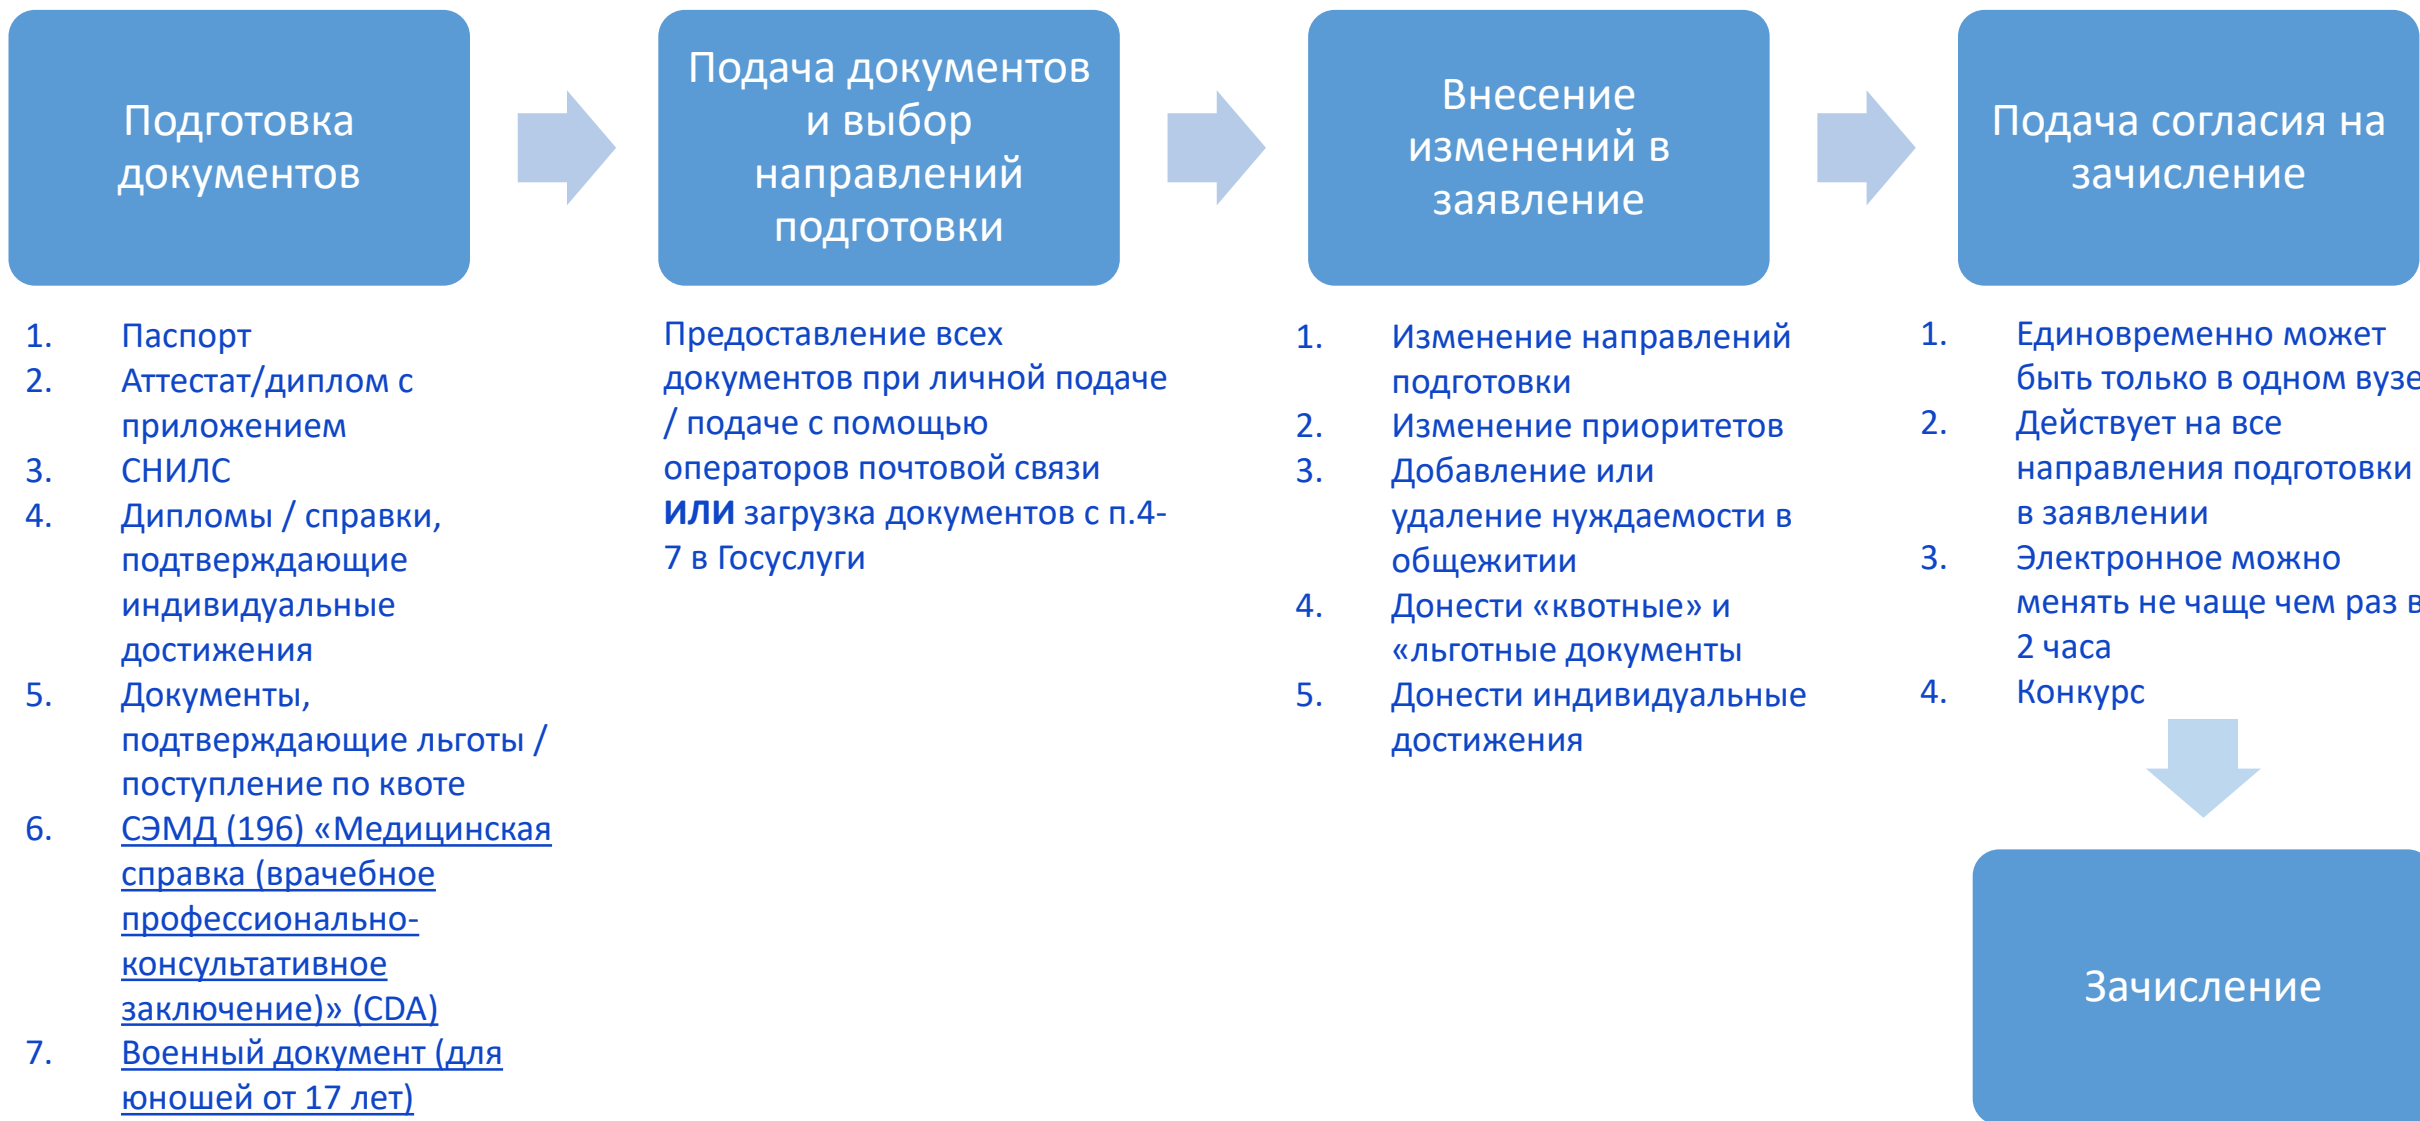 Подготовка
документов
Подача документов
и выбор
направлений
подготовки
Внесение
изменений в
заявление
Подача согласия на
зачисление
1. Паспорт
2. Аттестат/диплом с
приложением
3. СНИЛС
4. Дипломы / справки,
подтверждающие
индивидуальные
достижения
5. Документы,
подтверждающие льготы /
поступление по квоте
6. СЭМД (196) «Медицинская
справка (врачебное
профессионально-
консультативное
заключение)» (CDA)
7. Военный документ (для
юношей от 17 лет)
Предоставление всех
документов при личной подаче
/ подаче с помощью
операторов почтовой связи
ИЛИ загрузка документов с п.4-
7 в Госуслуги
1. Изменение направлений
подготовки
2. Изменение приоритетов
3. Добавление или
удаление нуждаемости в
общежитии
4. Донести «квотные» и
«льготные документы
5. Донести индивидуальные
достижения
1. Единовременно может
быть только в одном вузе
2. Действует на все
направления подготовки
в заявлении
3. Электронное можно
менять не чаще чем раз в
2 часа
4. Конкурс
Зачисление